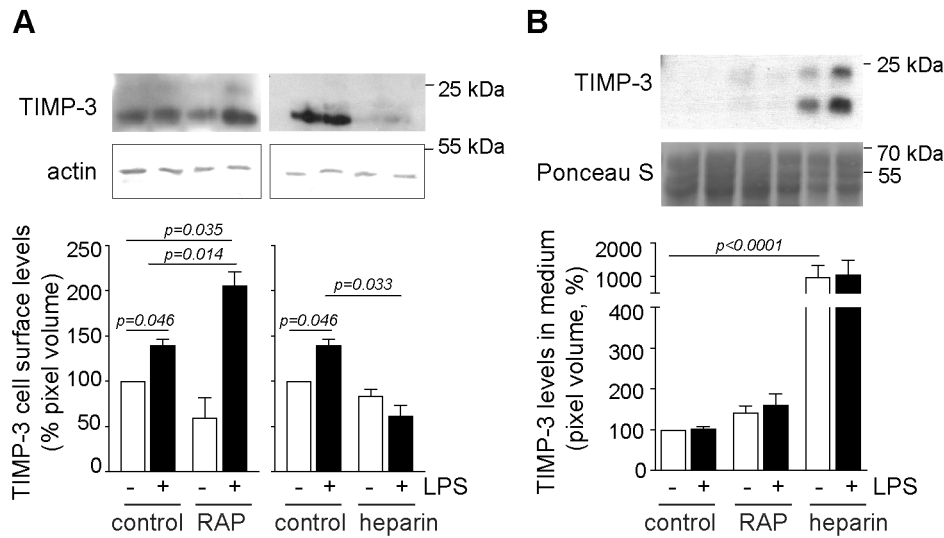 A
TIMP-3
25 kDa
55 kDa
actin
TIMP-3 cell surface levels
(% pixel volume)
250
200
150
100
50
0
p=0.035
p=0.014
p=0.046
p=0.033
p=0.046
- + - + - + - + LPS
control RAP control heparin
B
TIMP-3
25 kDa
Ponceau S
70 kDa
55
TIMP-3 levels in medium
(pixel volume, %)
2000
1000
400
300
200
100
0
p<0.0001
- + - + - + LPS
control RAP heparin